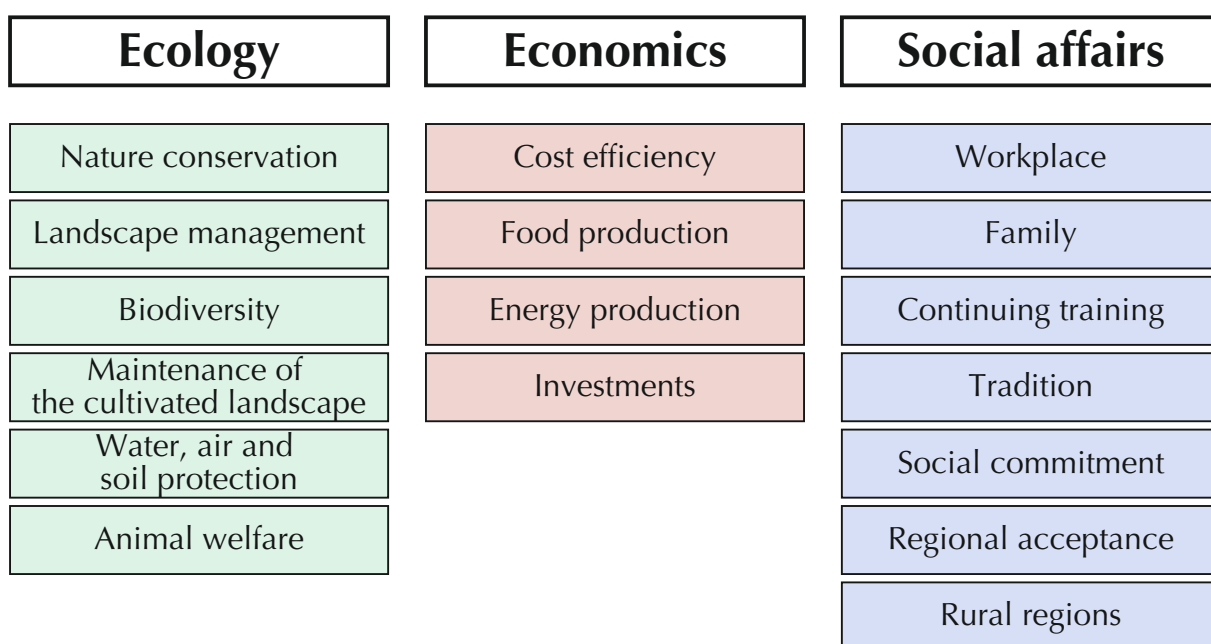 Ecology
Economics
Social affairs
Nature conservation
Landscape management
Biodiversity
Maintenance of
the cultivated landscape
Water, air and
soil protection
Animal welfare
Cost efficiency
Food production
Energy production
Investments
Workplace
Family
Continuing training
Tradition
Social commitment
Regional acceptance
Rural regions